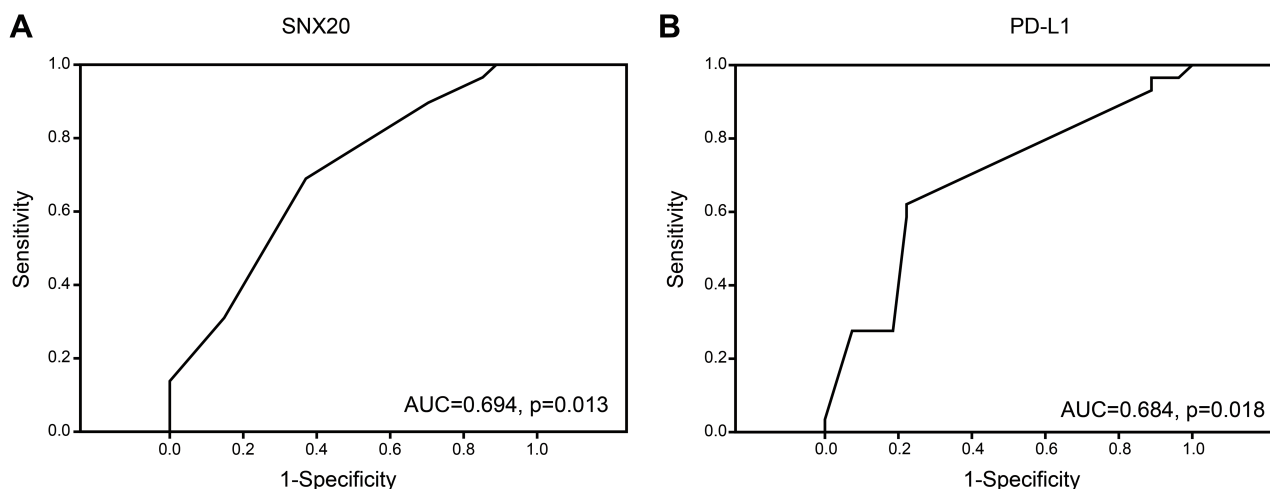 A
SNX20
1.0
0.8
0.6
0.4
0.2
0.0
Sensitivity
AUC=0.694, p=0.013
0.0 0.2 0.4 0.6 0.8 1.0
1-Specificity
B
PD-L1
1.0
0.8
0.6
0.4
0.2
0.0
Sensitivity
AUC=0.684, p=0.018
0.0 0.2 0.4 0.6 0.8 1.0
1-Specificity